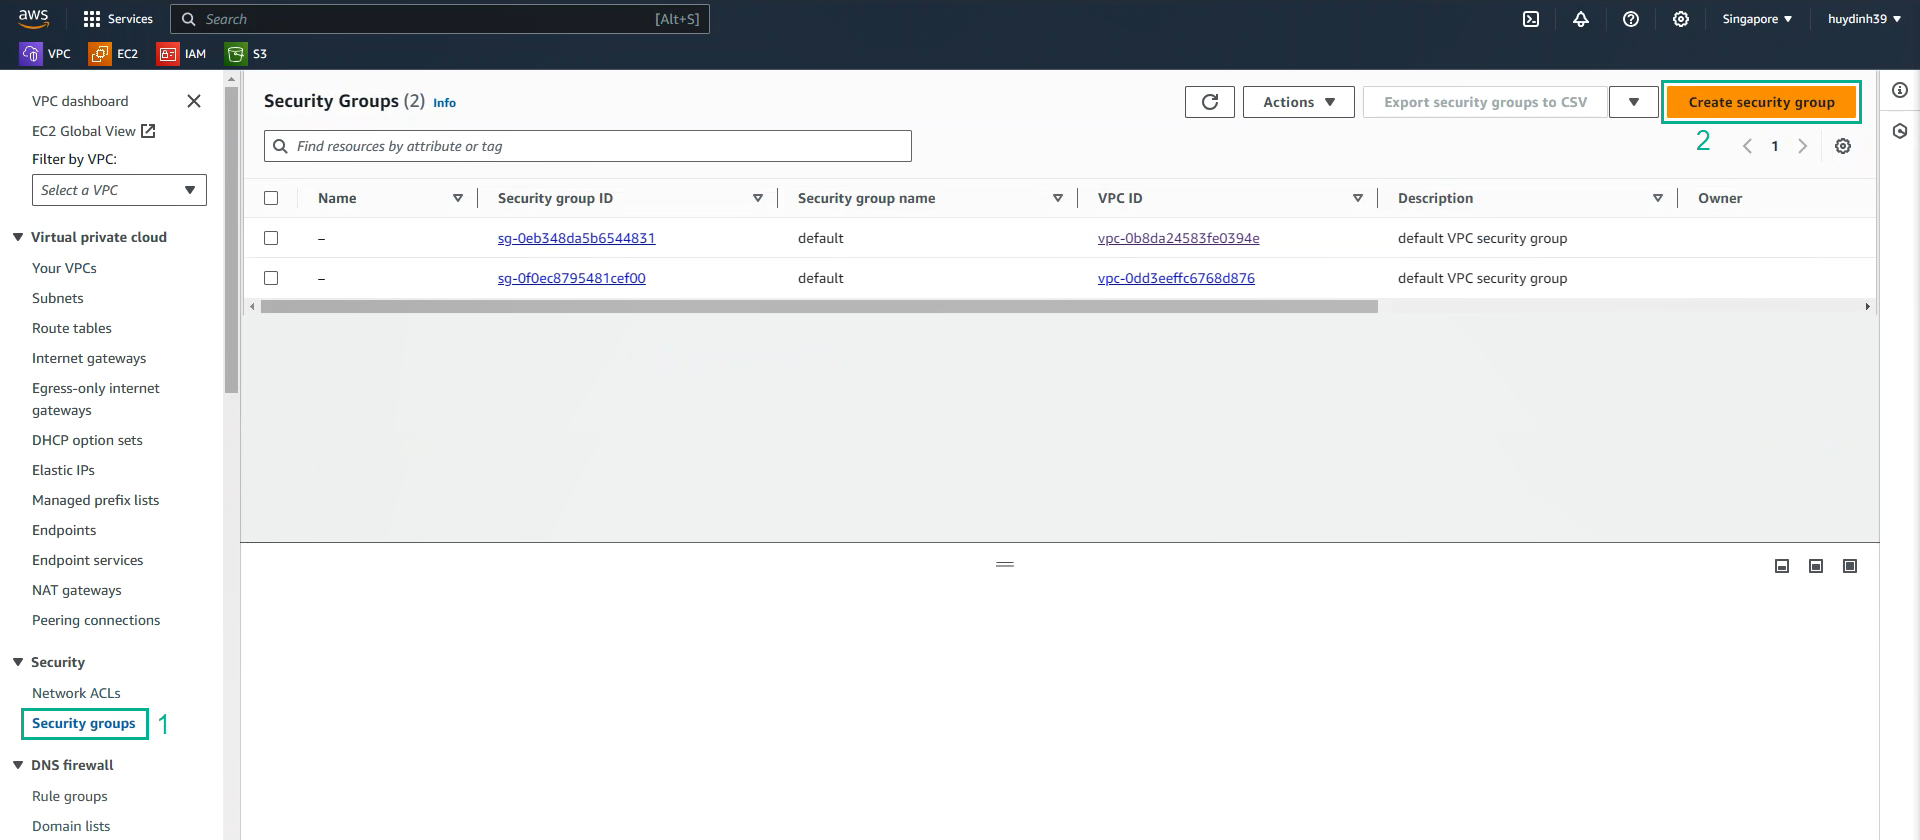 aws
Services
Search [Alt+S]
Singapore
huydinh39
VPC EC2 IAM S3
VPC dashboard
EC2 Global View
Filter by VPC:
Select a VPC
Virtual private cloud
Your VPCs
Subnets
Route tables
Internet gateways
Egress-only internet
gateways
DHCP option sets
Elastic IPs
Managed prefix lists
Endpoints
Endpoint services
NAT gateways
Peering connections
Security
Network ACLs
Security groups 1
DNS firewall
Rule groups
Domain lists
Security Groups (2) Info
Actions
Export security groups to CSV
Create security group
Find resources by attribute or tag
2
1
Name Security group ID Security group name VPC ID Description Owner
– sg-0eb348da5b6544831 default vpc-0b8da24583fe0394e default VPC security group
– sg-0f0ec8795481cef00 default vpc-0dd3eeffc6768d876 default VPC security group